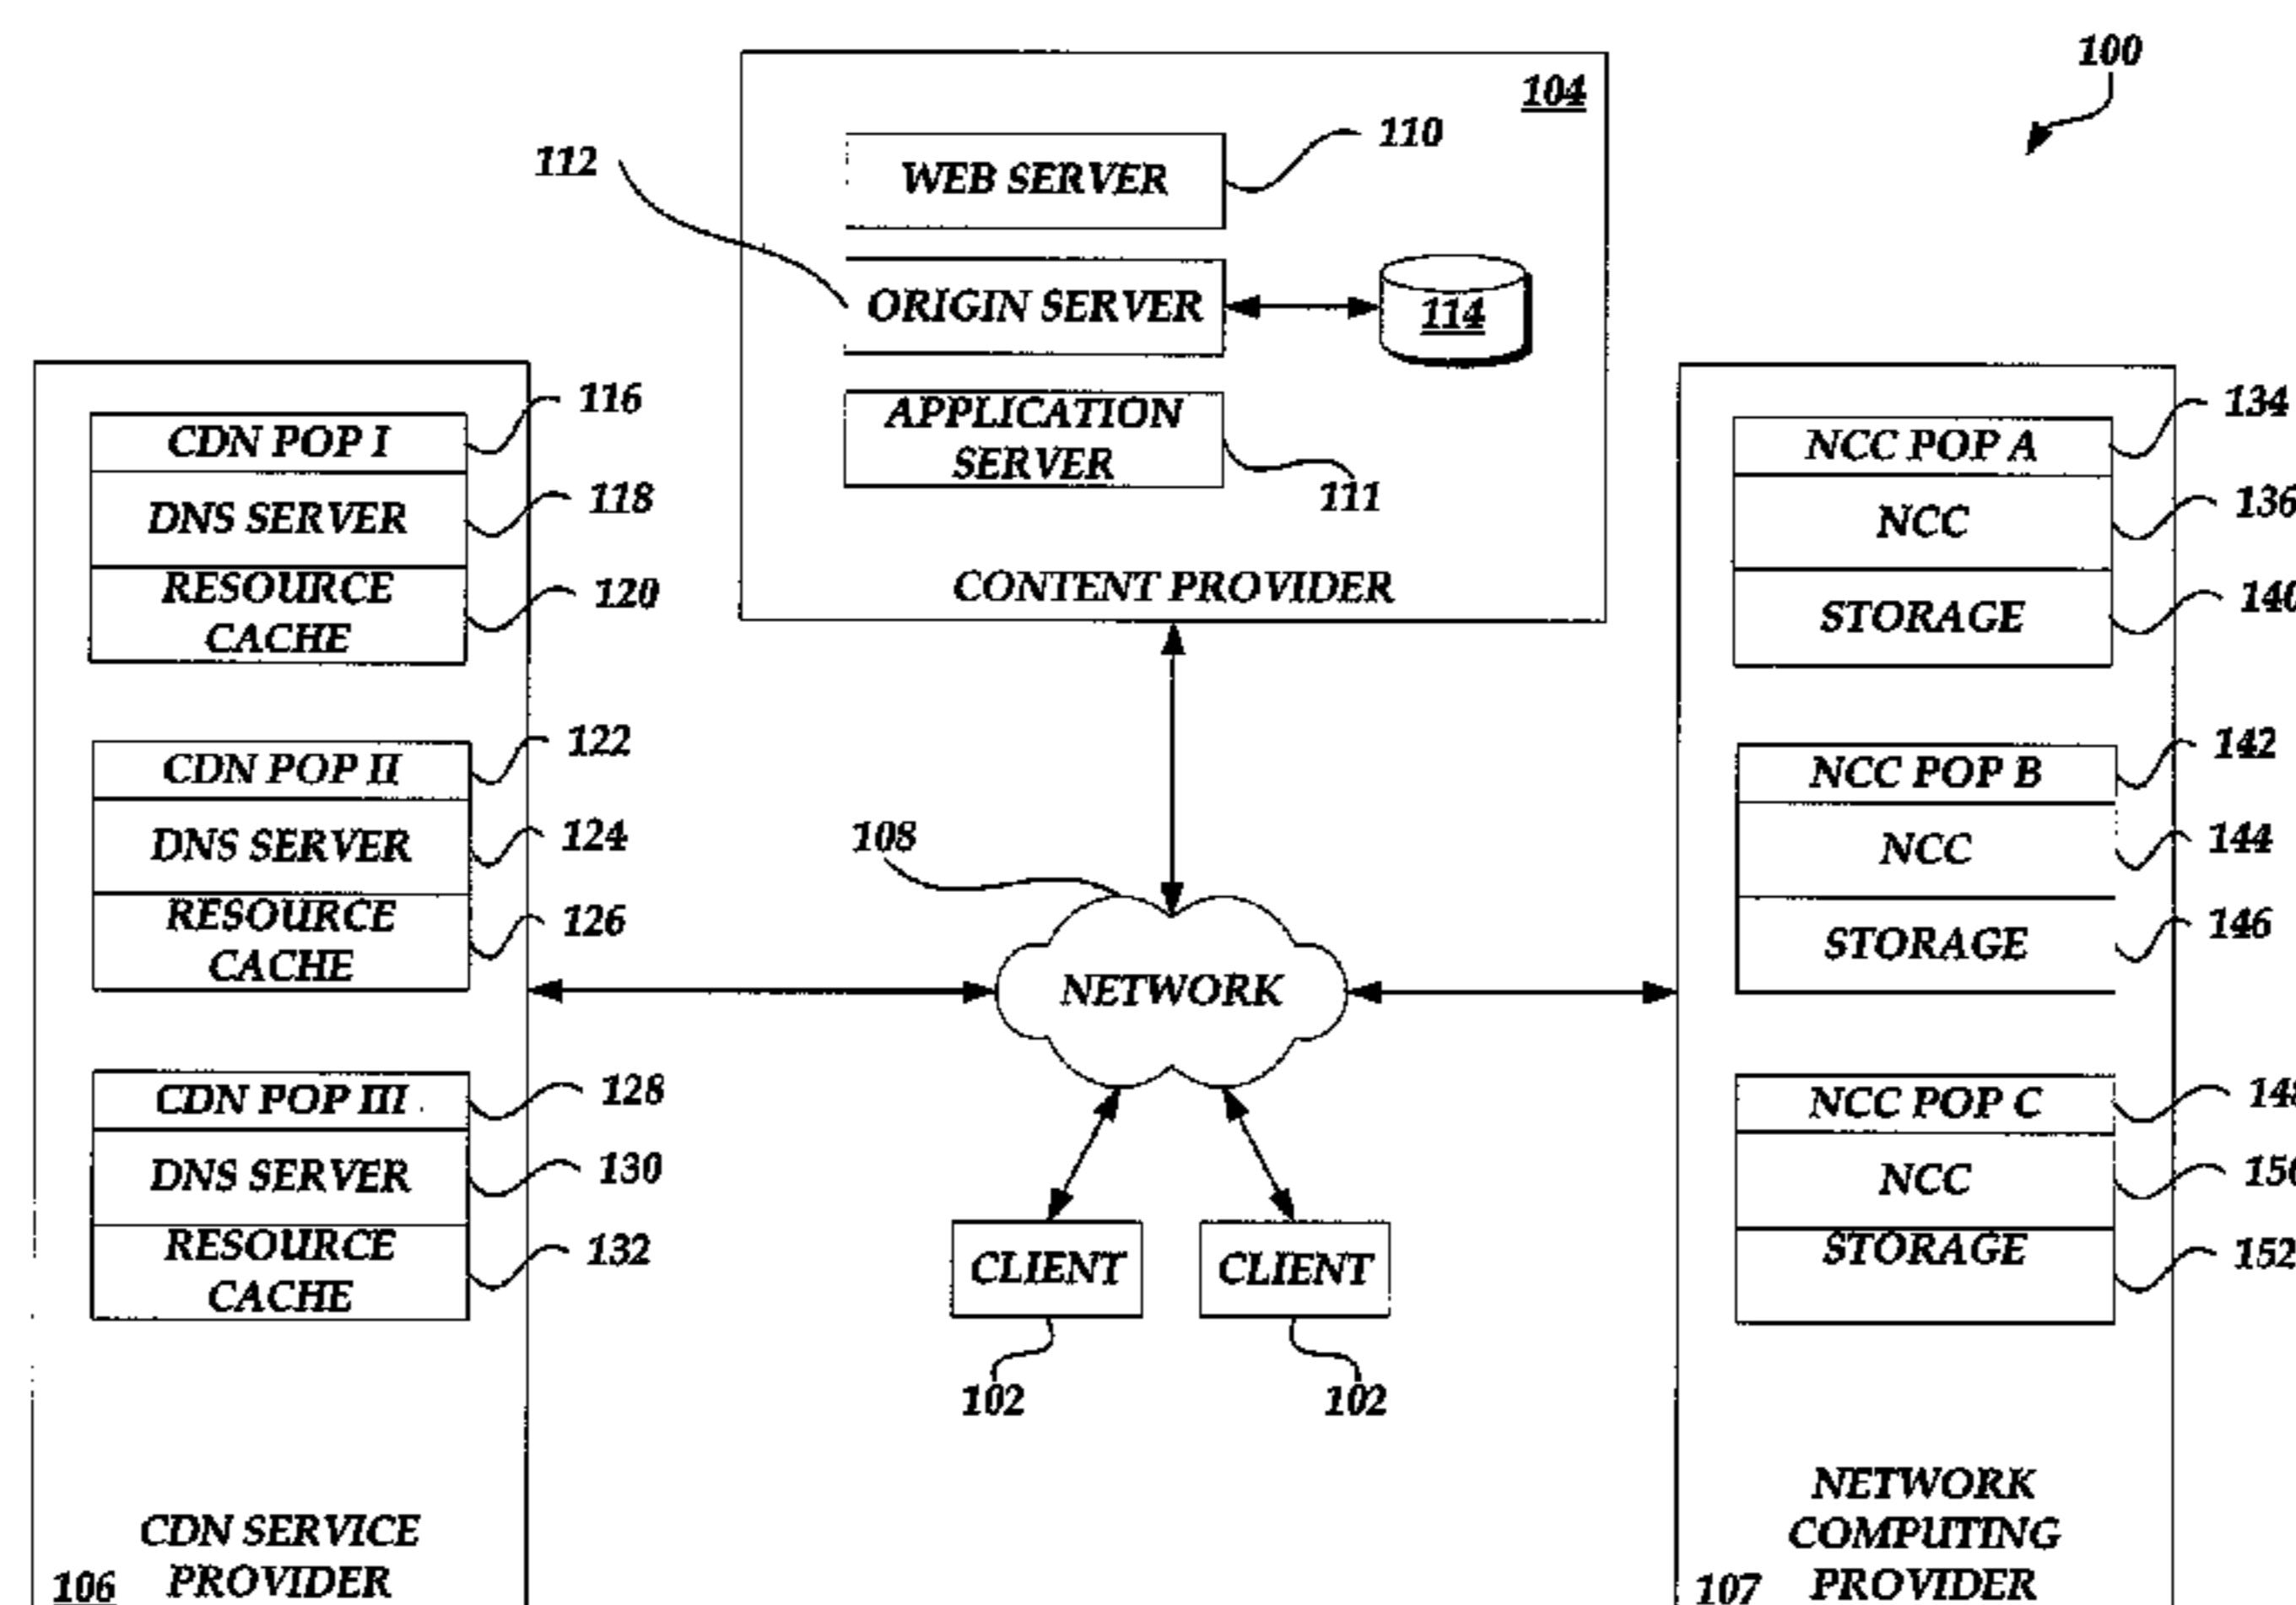 100
104
WEB SERVER
110
112
ORIGIN SERVER
114
APPLICATION
SERVER
111
CONTENT PROVIDER
CDN POP I
116
DNS SERVER
118
RESOURCE
CACHE
120
CDN POP II
122
DNS SERVER
124
RESOURCE
CACHE
126
CDN POP III
128
DNS SERVER
130
RESOURCE
CACHE
132
CDN SERVICE
PROVIDER
106
108
NETWORK
CLIENT
CLIENT
102
102
NCC POP A
134
NCC
136
STORAGE
140
NCC POP B
142
NCC
144
STORAGE
146
NCC POP C
148
NCC
150
STORAGE
152
NETWORK
COMPUTING
PROVIDER
107